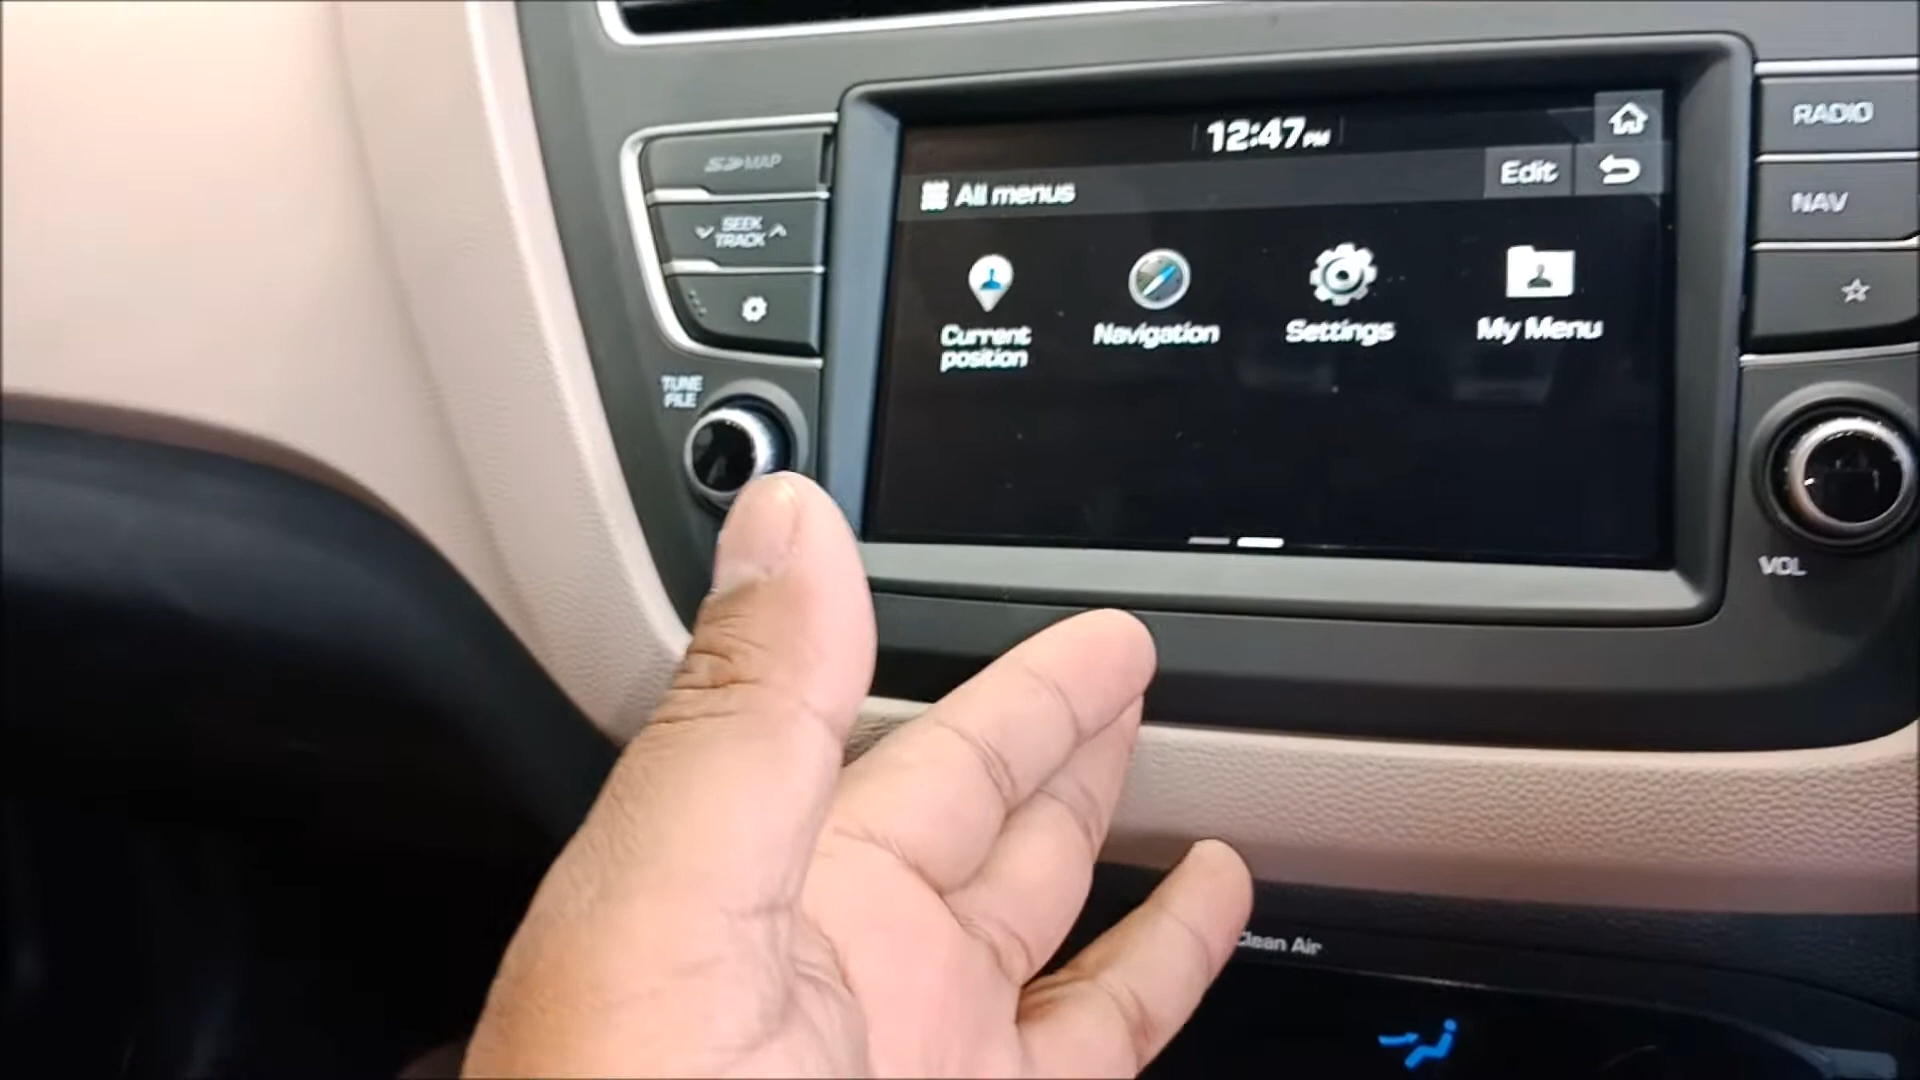 12:47PM
All menus
Edit
Current
position
Navigation
Settings
My Menu
MAP
SEEK
TRACK
TUNE
FILE
RADIO
NAV
VOL
Clean Air